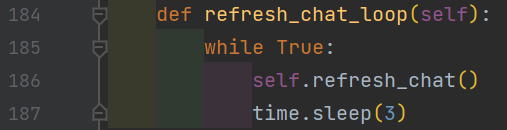 184 def refresh_chat_loop(self):
185 while True:
186 self.refresh_chat()
187 time.sleep(3)